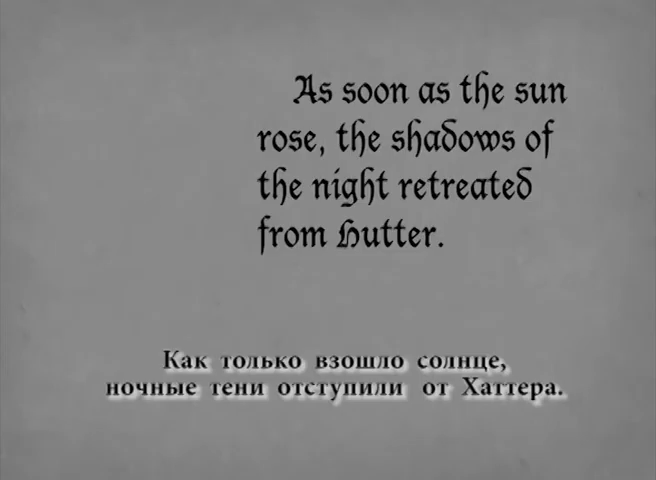 As soon as the sun
rose, the shadows of
the night retreated
from Hutter.
Как только взошло солнце,
ночные тени отступили от Хаттера.